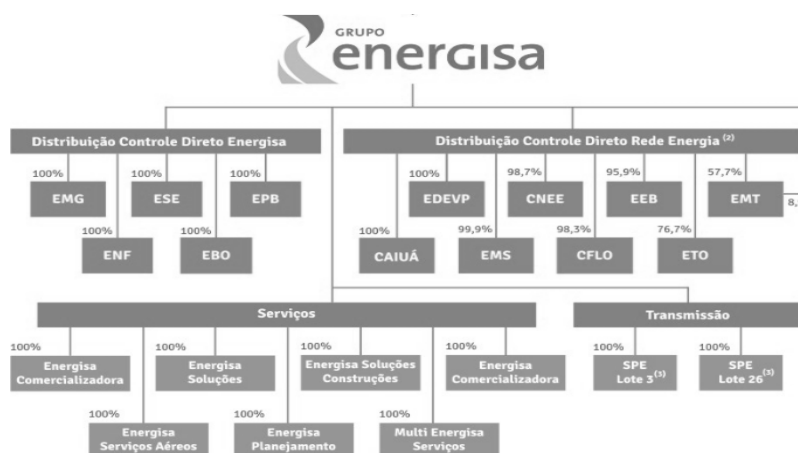 GRUPO
energisa
Distribuição Controle Direto Energisa
Distribuição Controle Direto Rede Energia (2)
100%
100%
100%
100%
98,7%
95,9%
57,7%
EMG
ESE
EPB
EDEVP
CNEE
EEB
EMT
8,
100%
100%
100%
99,9%
98,3%
76,7%
ENF
EBO
CAIUÁ
EMS
CFLO
ETO
Serviços
Transmissão
100%
100%
100%
100%
100%
100%
Energisa
Comercializadora
Energisa
Soluções
Energisa Soluções
Construções
Energisa
Comercializadora
SPE
Lote 3(3)
SPE
Lote 26(3)
100%
100%
100%
Energisa
Serviços Aéreos
Energisa
Planejamento
Multi Energisa
Serviços